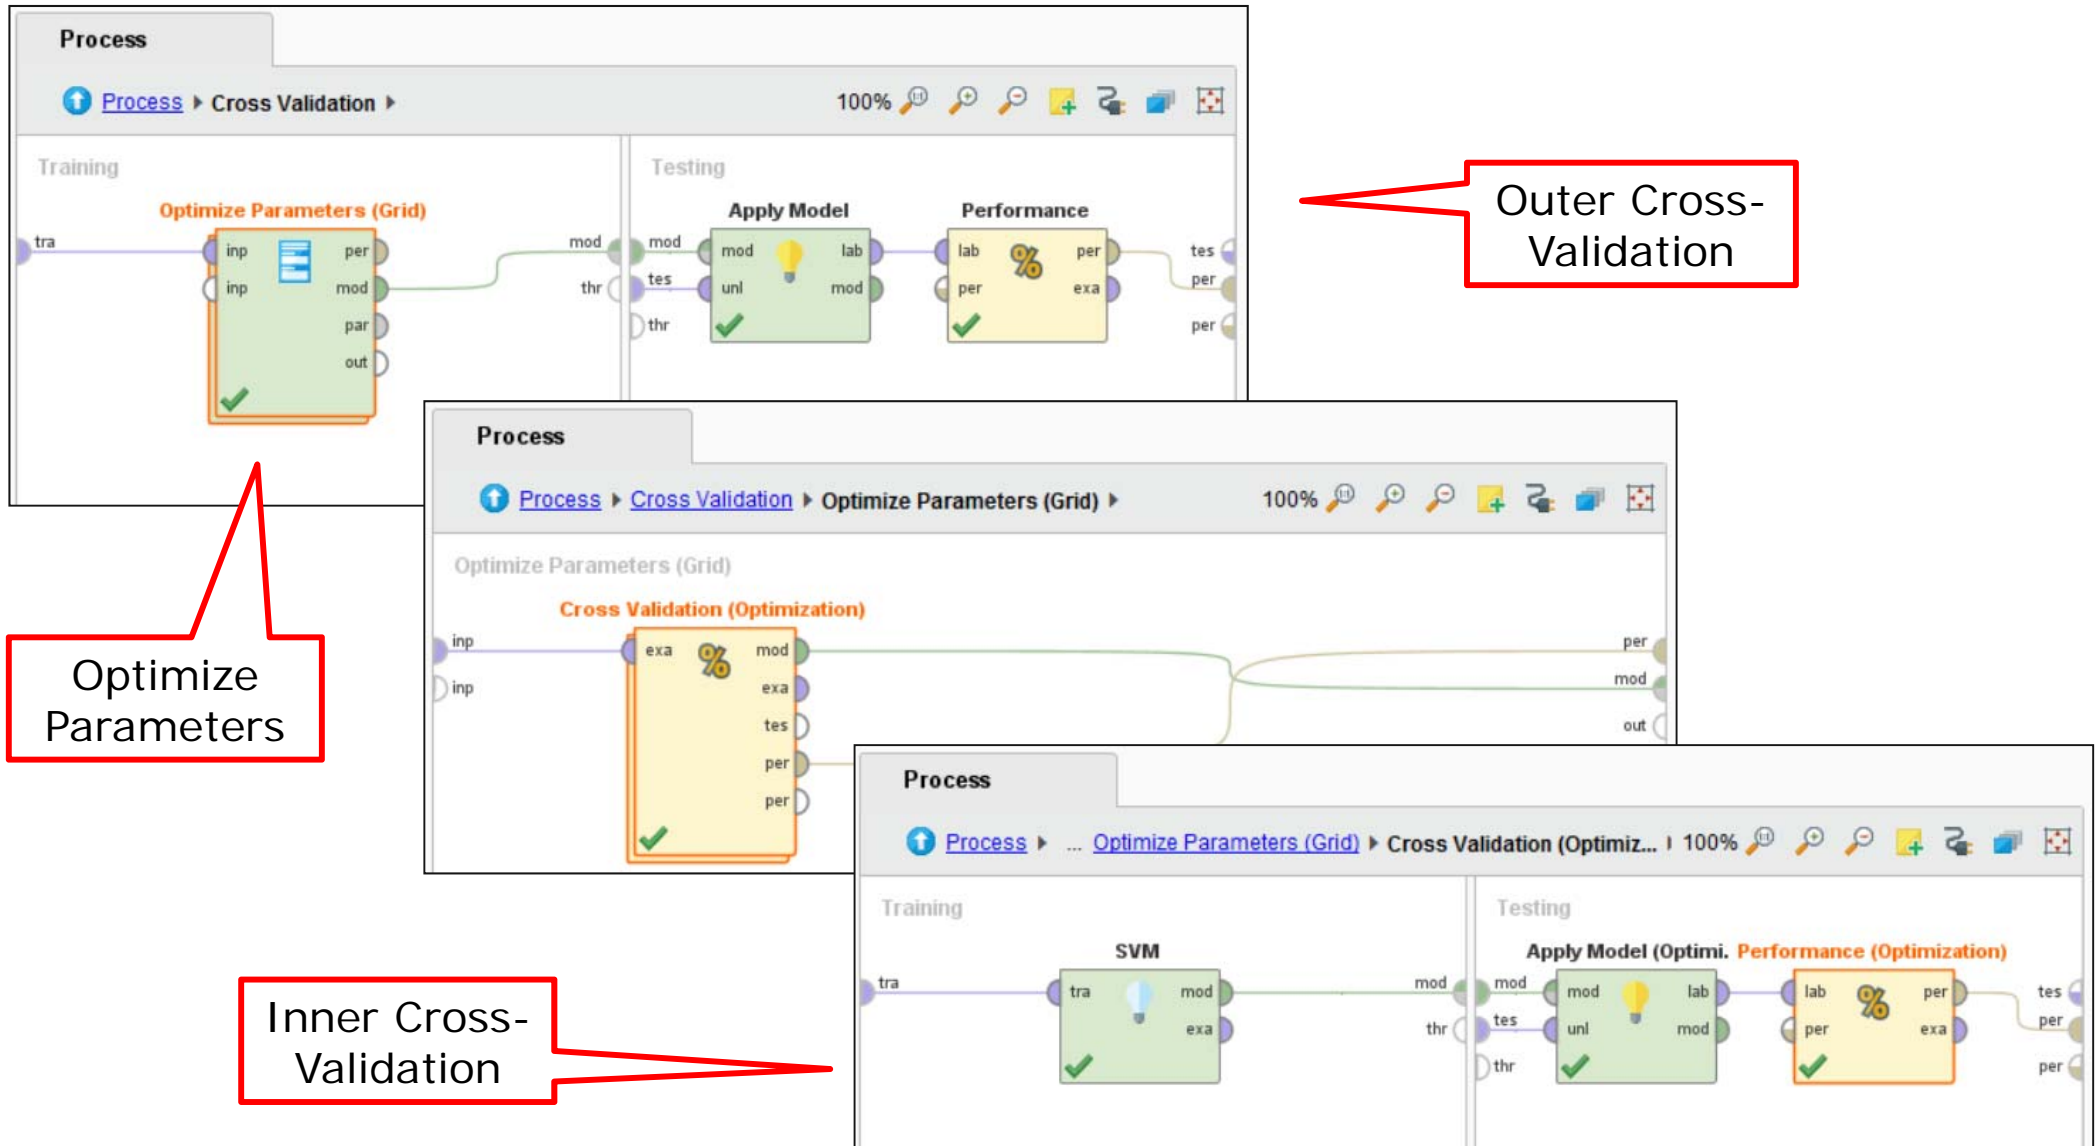 Process
Process Cross Validation
100%
Training
Testing
Optimize Parameters (Grid)
Apply Model
Performance
tra
inp
per
inp
mod
par
out
mod
thr
mod
tes
thr
mod
lab
unl
mod
lab
per
per
exa
tes
per
per
Outer Cross-
Validation
Optimize
Parameters
Process
Process Cross Validation Optimize Parameters (Grid)
100%
Optimize Parameters (Grid)
Cross Validation (Optimization)
inp
inp
exa
mod
exa
tes
per
per
per
mod
out
Process
Process ... Optimize Parameters (Grid) Cross Validation (Optimiz...
100%
Training
Testing
SVM
Apply Model (Optimi.
Performance (Optimization)
tra
tra
mod
exa
mod
thr
mod
tes
thr
mod
lab
unl
mod
lab
per
per
exa
tes
per
per
Inner Cross-
Validation